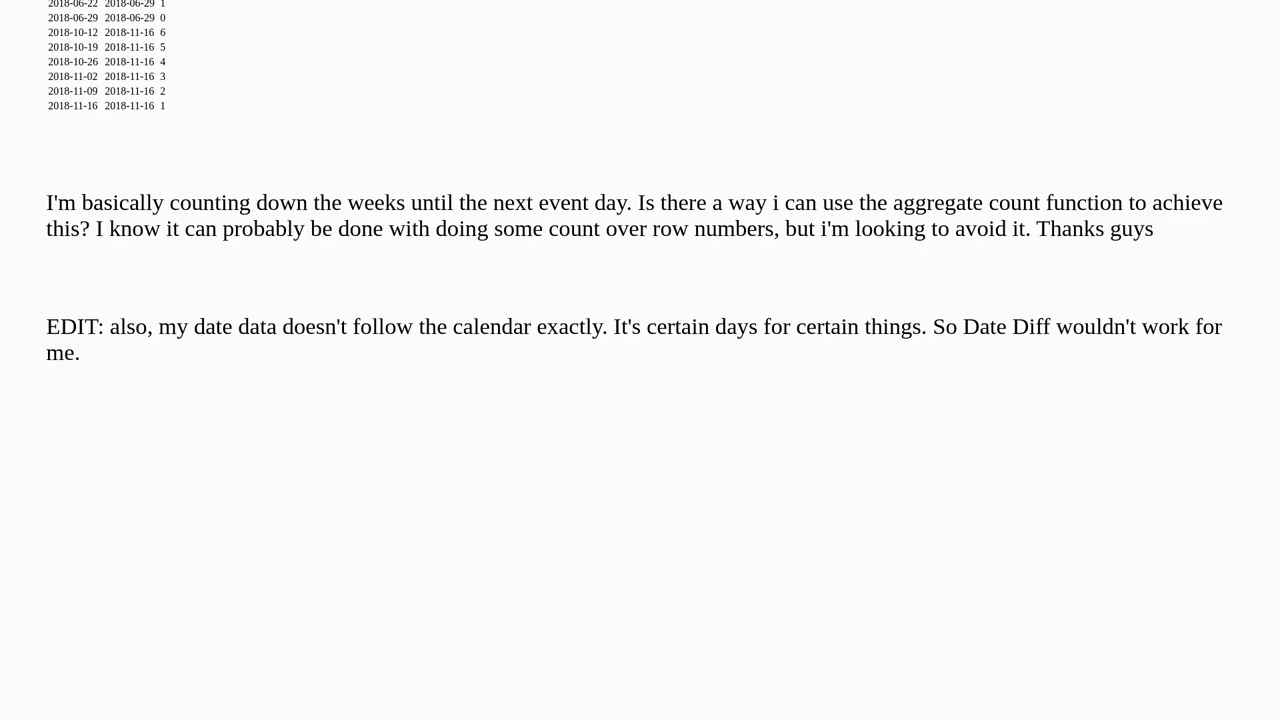 2018-06-22 2018-06-29 1
2018-06-29 2018-06-29 0
2018-10-12 2018-11-16 6
2018-10-19 2018-11-16 5
2018-10-26 2018-11-16 4
2018-11-02 2018-11-16 3
2018-11-09 2018-11-16 2
2018-11-16 2018-11-16 1
I'm basically counting down the weeks until the next event day. Is there a way i can use the aggregate count function to achieve
this? I know it can probably be done with doing some count over row numbers, but i'm looking to avoid it. Thanks guys
EDIT: also, my date data doesn't follow the calendar exactly. It's certain days for certain things. So Date Diff wouldn't work for
me.